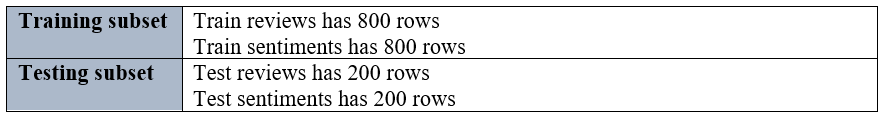 Training subset
Train reviews has 800 rows
Train sentiments has 800 rows
Testing subset
Test reviews has 200 rows
Test sentiments has 200 rows